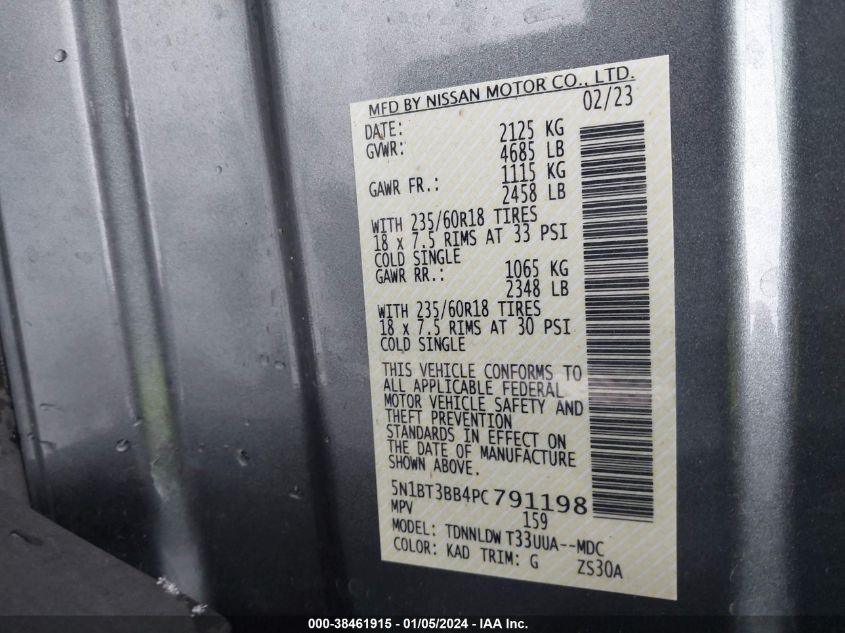 MFD BY NISSAN MOTOR CO., LTD.
DATE: 02/23
GVWR: 2125 KG
4685 LB
GAWR FR.: 1115 KG
2458 LB
WITH 235/60R18 TIRES
18 x 7.5 RIMS AT 33 PSI
COLD SINGLE
GAWR RR.: 1065 KG
2348 LB
WITH 235/60R18 TIRES
18 x 7.5 RIMS AT 30 PSI
COLD SINGLE
THIS VEHICLE CONFORMS TO
ALL APPLICABLE FEDERAL
MOTOR VEHICLE SAFETY AND
THEFT PREVENTION
STANDARDS IN EFFECT ON
THE DATE OF MANUFACTURE
SHOWN ABOVE.
5N1BT3BB4PC791198
MPV 159
MODEL: TDNNLDW T33UUA--MDC
COLOR: KAD TRIM: G ZS30A
000-38461915 - 01/05/2024 - IAA Inc.